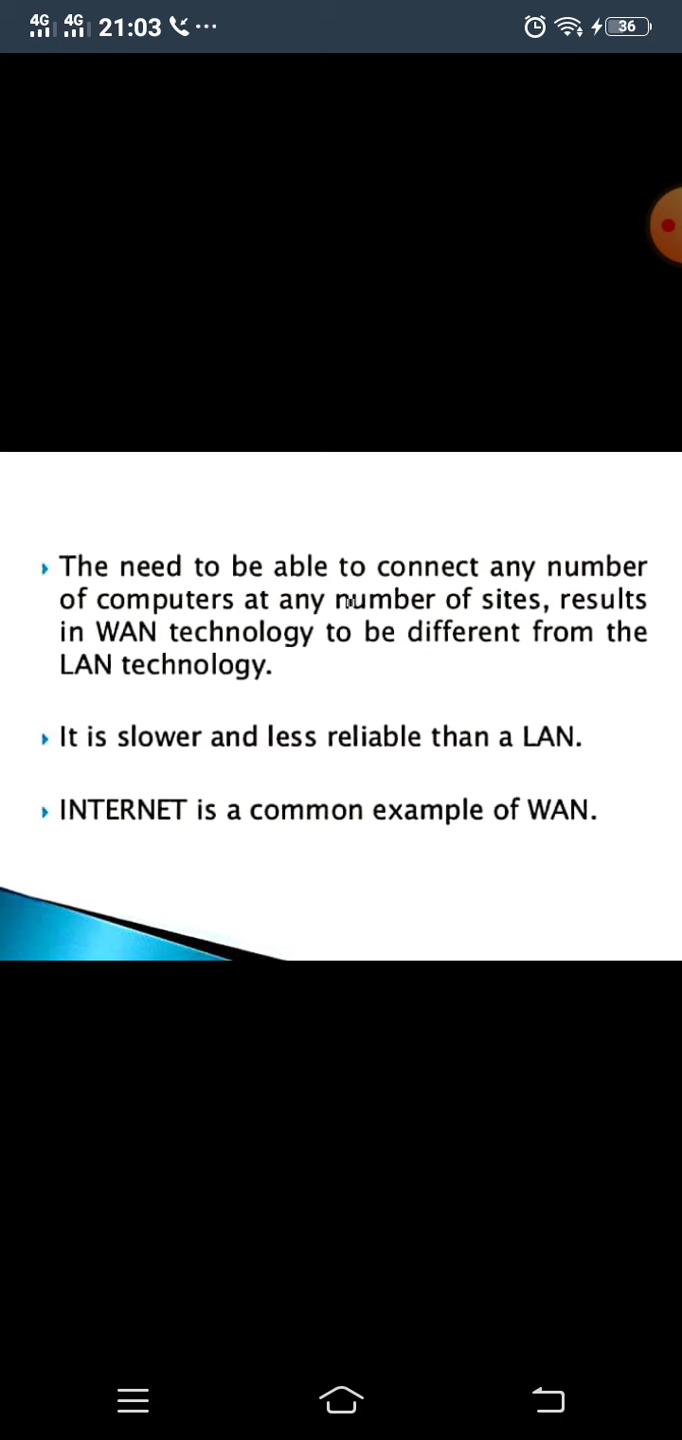 4G 4G 21:03 ... 36
The need to be able to connect any number
of computers at any number of sites, results
in WAN technology to be different from the
LAN technology.
It is slower and less reliable than a LAN.
INTERNET is a common example of WAN.